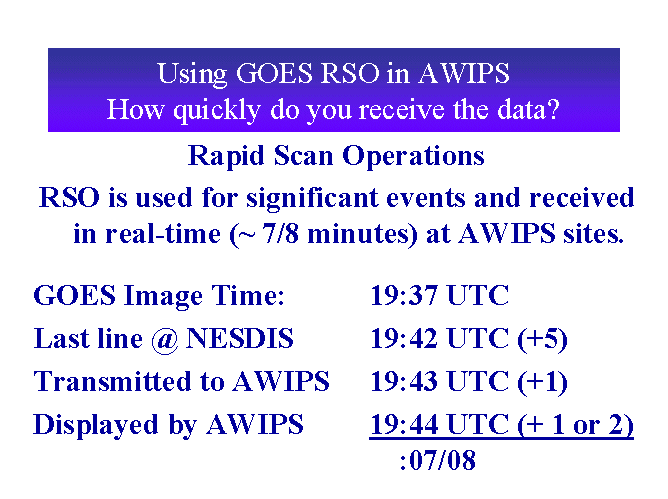 Using GOES RSO in AWIPS
How quickly do you receive the data?
Rapid Scan Operations
RSO is used for significant events and received
in real-time (~ 7/8 minutes) at AWIPS sites.
GOES Image Time: 19:37 UTC
Last line @ NESDIS 19:42 UTC (+5)
Transmitted to AWIPS 19:43 UTC (+1)
Displayed by AWIPS 19:44 UTC (+ 1 or 2)
:07/08